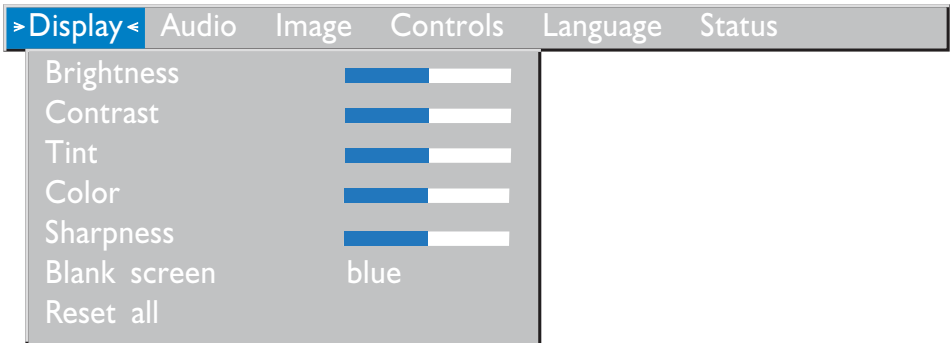 >Display< Audio Image Controls Language Status
Brightness
Contrast
Tint
Color
Sharpness
Blank screen blue
Reset all